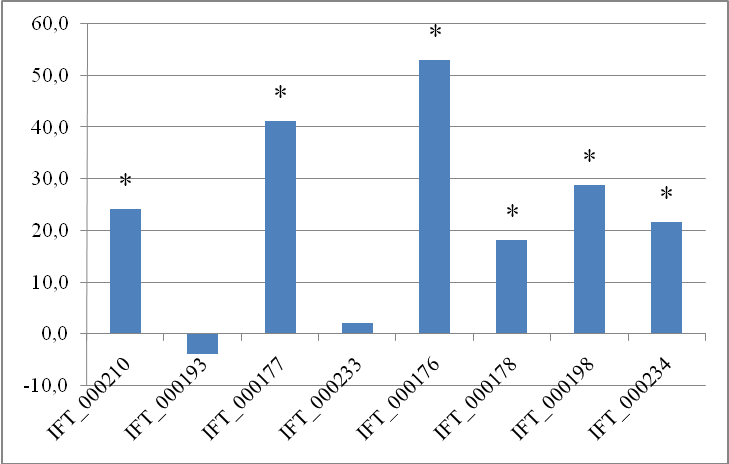 60,0
50,0
40,0
30,0
20,0
10,0
0,0
-10,0
*
*
*
*
*
*
IFT_000210
IFT_000193
IFT_000177
IFT_000233
IFT_000176
IFT_000178
IFT_000198
IFT_000234